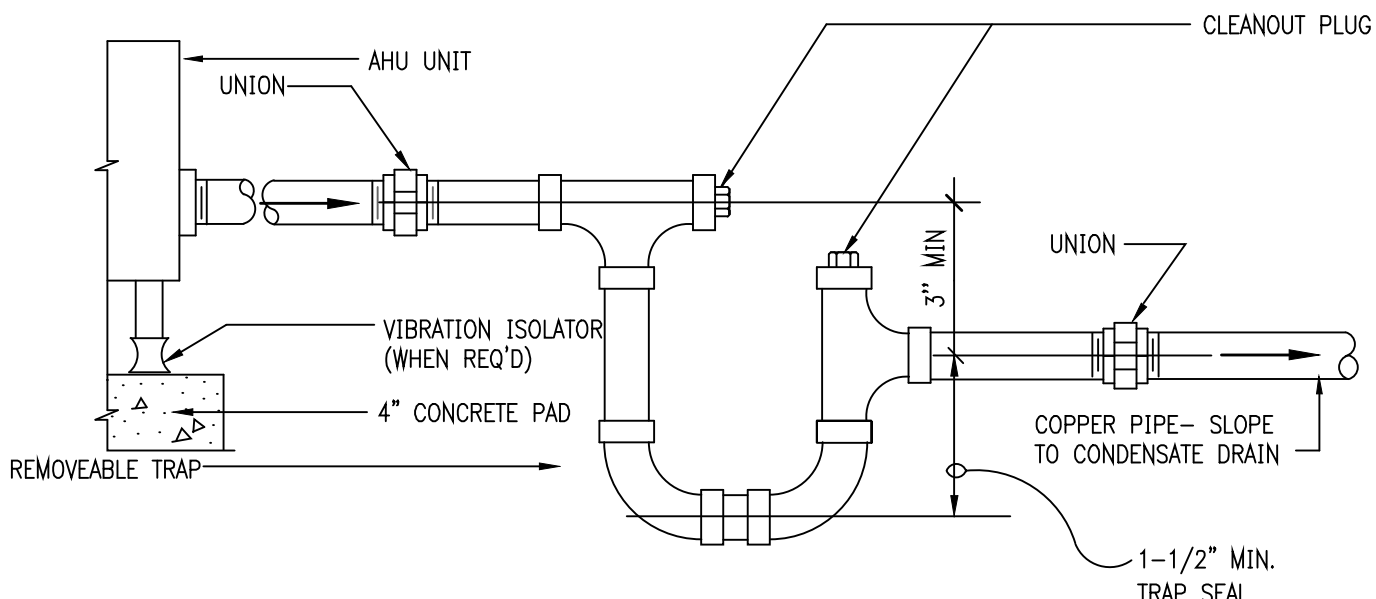 CLEANOUT PLUG
AHU UNIT
UNION
3" MIN
UNION
VIBRATION ISOLATOR
(WHEN REQ'D)
4" CONCRETE PAD
COPPER PIPE- SLOPE
TO CONDENSATE DRAIN
REMOVEABLE TRAP
1-1/2" MIN.
TRAP SEAL